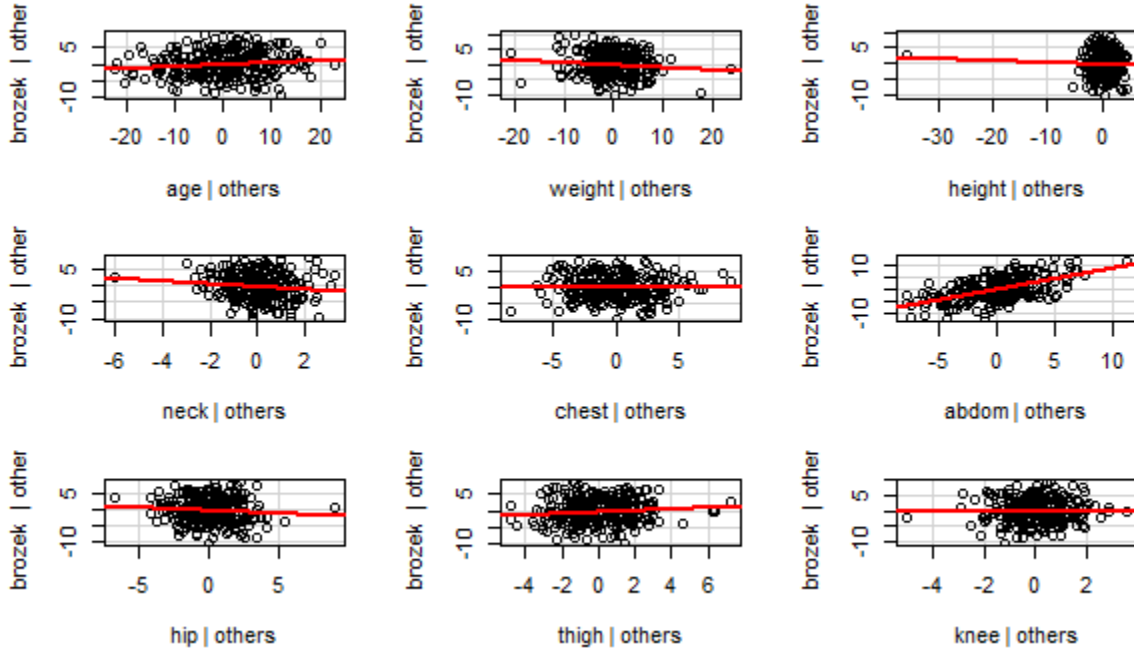 brozek | other
5
-10
-20 -10 0 10 20
age | others
brozek | other
5
-10
-20 -10 0 10 20
weight | others
brozek | other
5
-10
-30 -20 -10 0
height | others
brozek | other
5
-10
-6 -4 -2 0 2
neck | others
brozek | other
5
-10
-5 0 5
chest | others
brozek | other
10
-10
-5 0 5 10
abdom | others
brozek | other
5
-10
-5 0 5
hip | others
brozek | other
5
-10
-4 -2 0 2 4 6
thigh | others
brozek | other
5
-10
-4 -2 0 2
knee | others